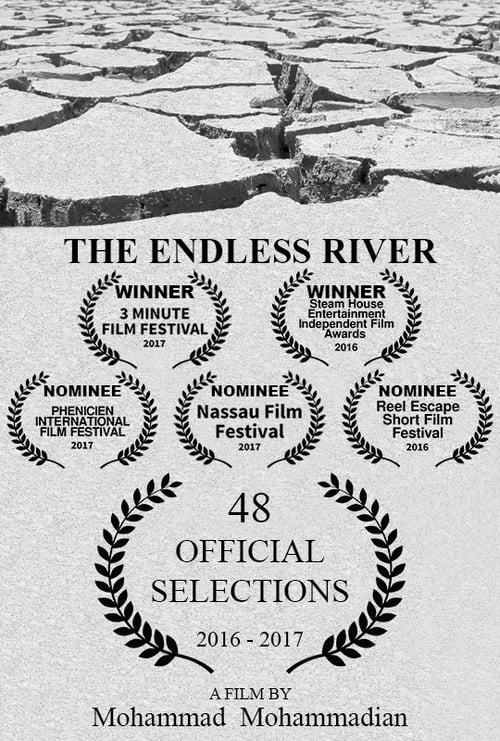 THE ENDLESS RIVER
WINNER
3 MINUTE
FILM FESTIVAL
2017
WINNER
Steam House
Entertainment
Independent Film
Awards
2016
NOMINEE
PHENICIEN
INTERNATIONAL
FILM FESTIVAL
2017
NOMINEE
Nassau Film
Festival
2017
NOMINEE
Reel Escape
Short Film
Festival
2016
48
OFFICIAL
SELECTIONS
2016 - 2017
A FILM BY
Mohammad Mohammadian